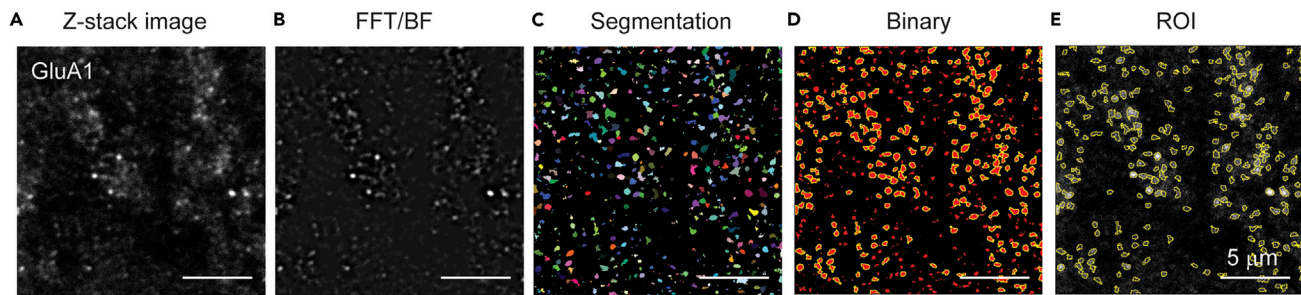 A Z-stack image
B FFT/BF
C Segmentation
D Binary
E ROI
GluA1
5 μm